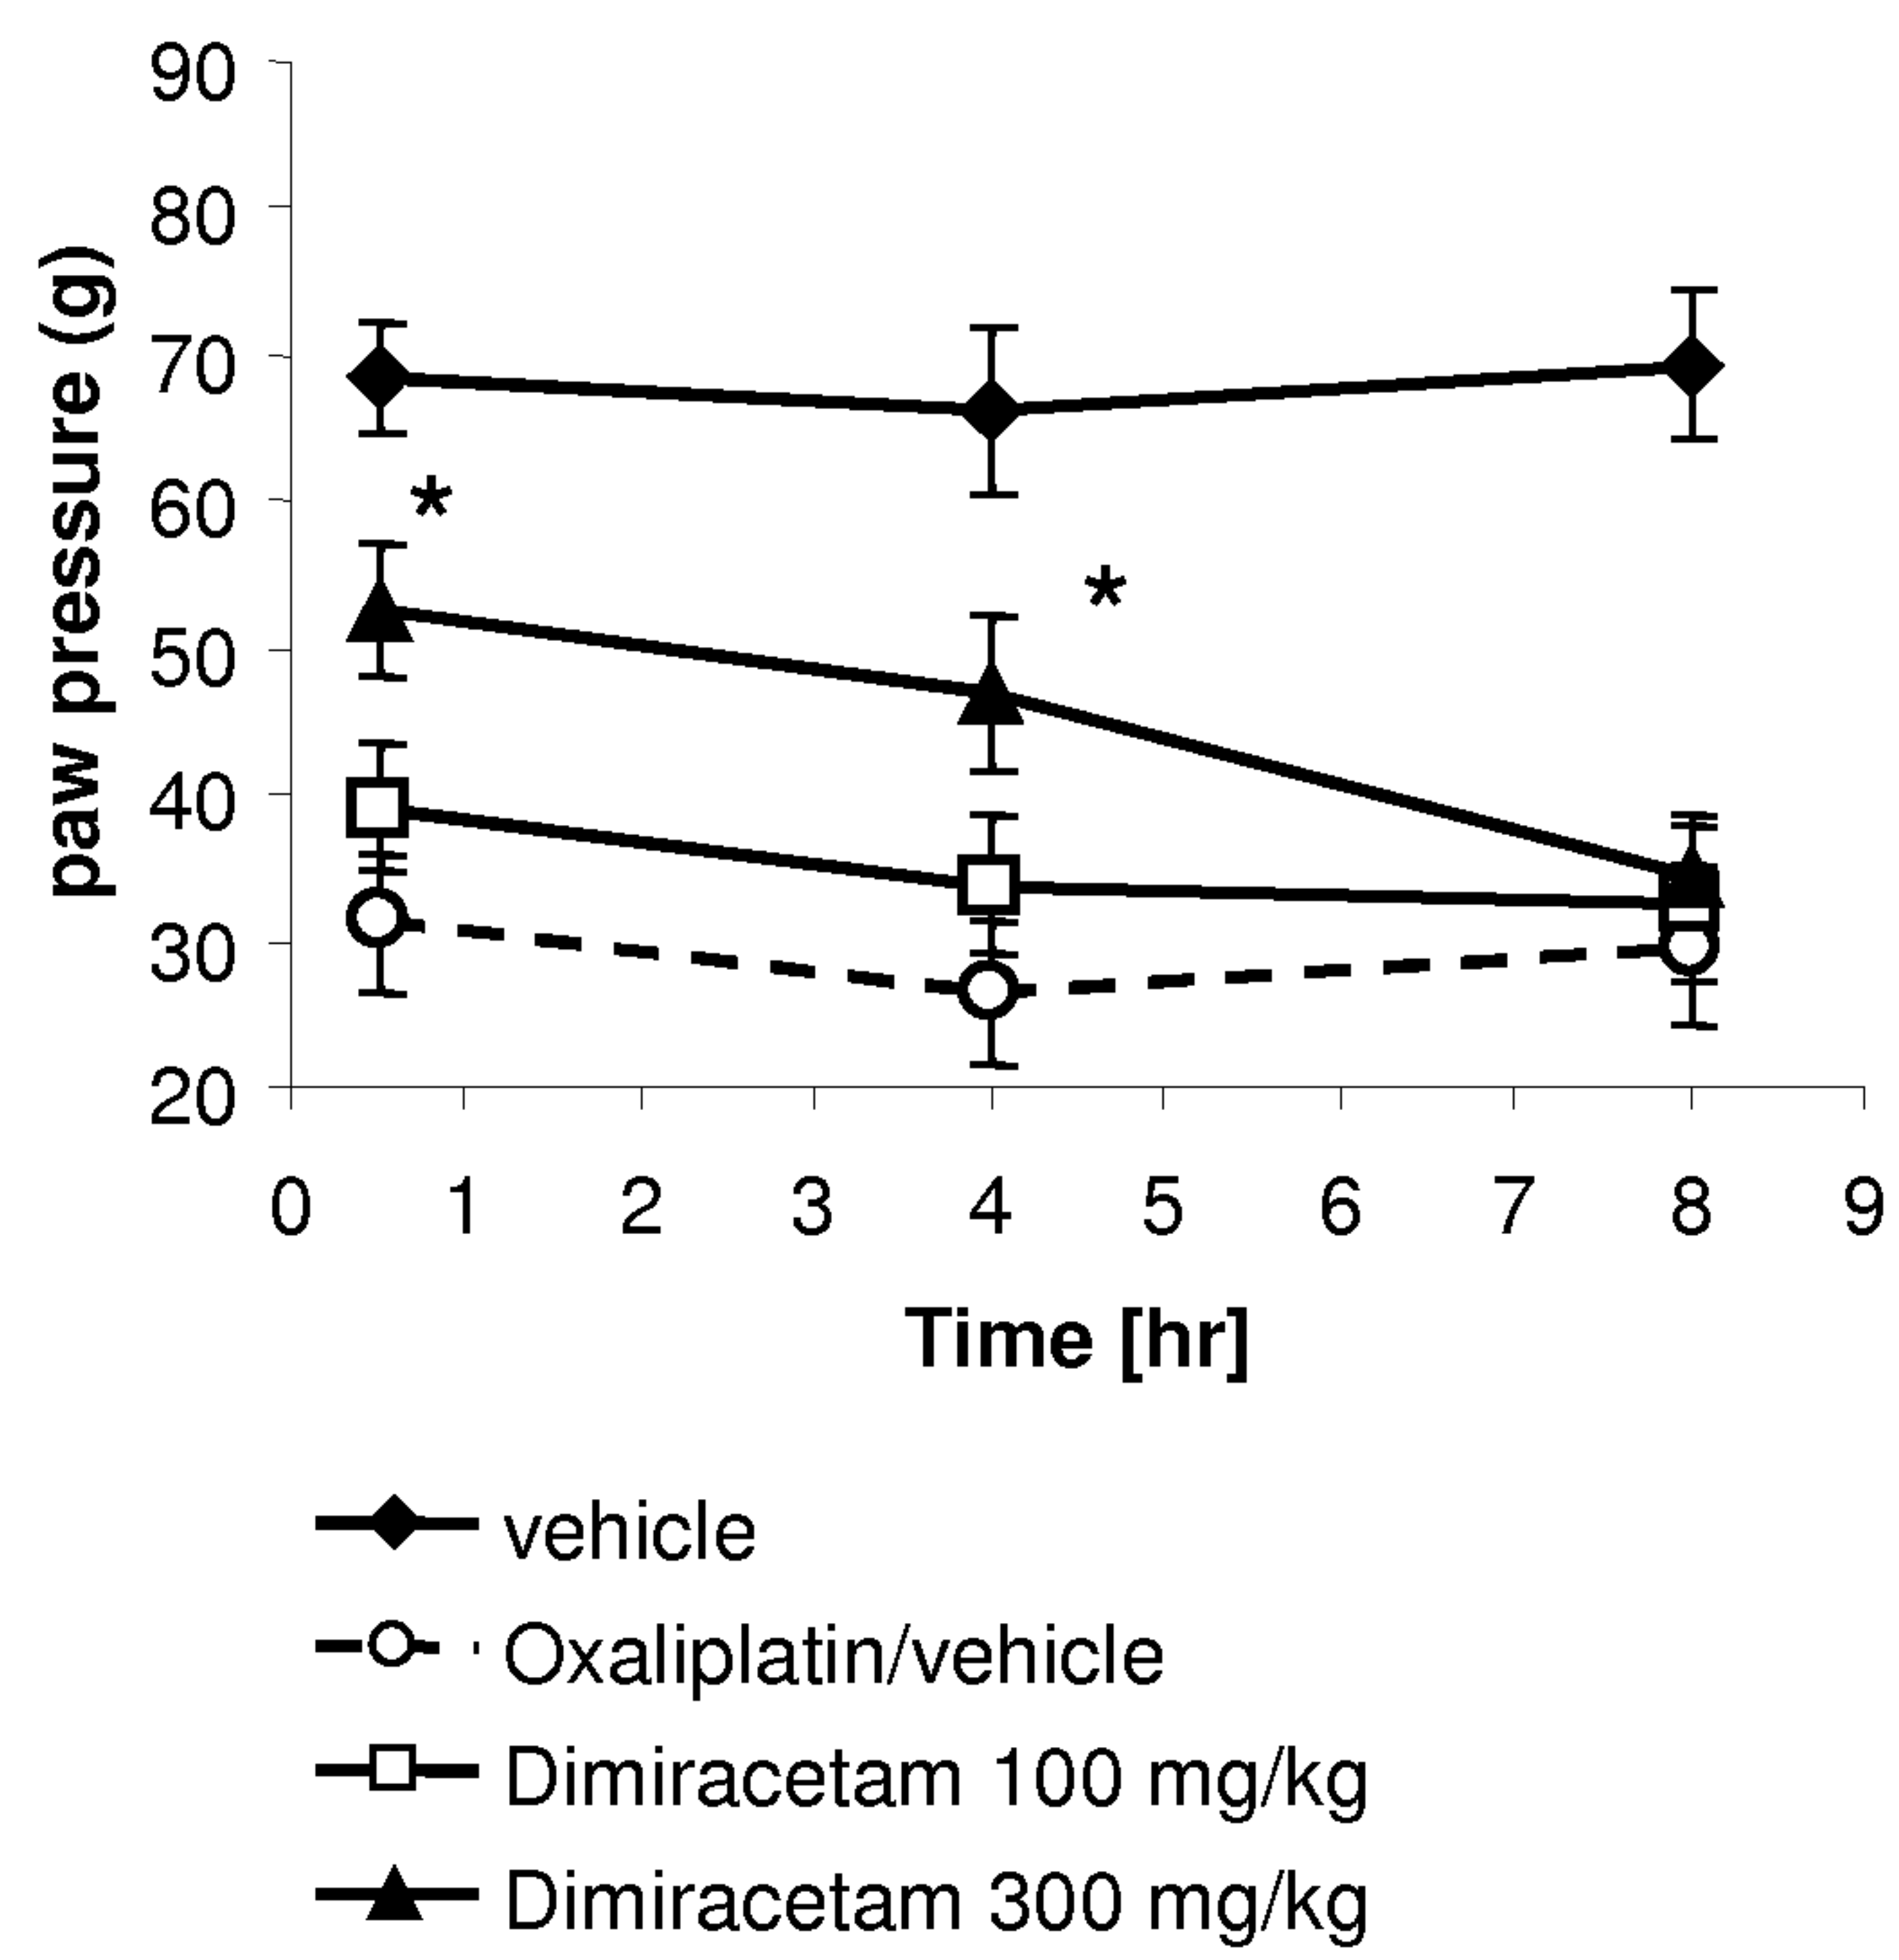 90
80
70
60
50
40
30
20
paw pressure (g)
*
*
0 1 2 3 4 5 6 7 8 9
Time [hr]
vehicle
Oxaliplatin/vehicle
Dimiracetam 100 mg/kg
Dimiracetam 300 mg/kg